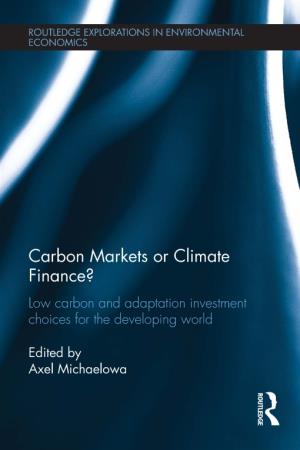 ROUTLEDGE EXPLORATIONS IN ENVIRONMENTAL
ECONOMICS
Carbon Markets or Climate
Finance?
Low carbon and adaptation investment
choices for the developing world
Edited by
Axel Michaelowa
ROUTLEDGE